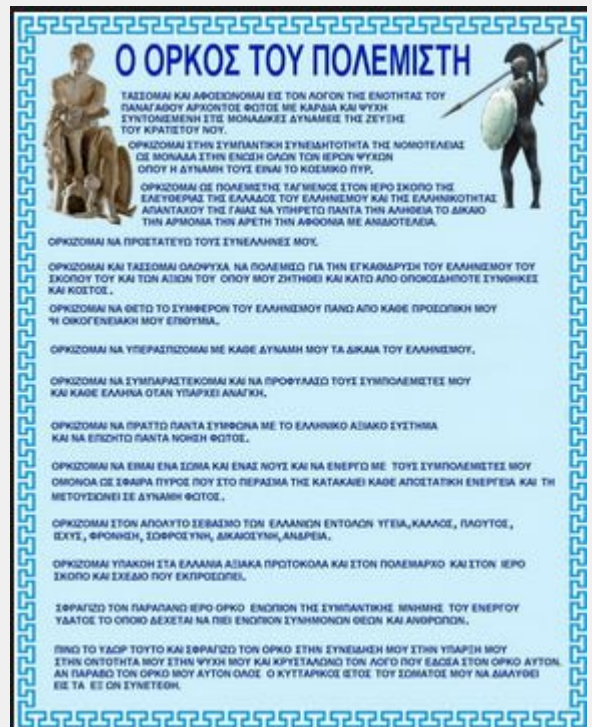 Ο ΟΡΚΟΣ ΤΟΥ ΠΟΛΕΜΙΣΤΗ
ΤΑΣΣΟΜΑΙ ΚΑΙ ΑΦΟΣΙΩΝΟΜΑΙ ΕΙΣ ΤΟΝ ΛΟΓΟΝ ΤΗΣ ΕΝΟΤΗΤΑΣ ΤΟΥ
ΠΑΝΑΓΑΘΟΥ ΑΡΧΟΝΤΟΣ ΦΩΤΟΣ ΜΕ ΚΑΡΔΙΑ ΚΑΙ ΨΥΧΗ
ΣΥΝΤΟΝΙΣΜΕΝΗ ΣΤΙΣ ΜΟΝΑΔΙΚΕΣ ΔΥΝΑΜΕΙΣ ΤΗΣ ΖΕΥΞΗΣ
ΤΟΥ ΚΡΑΤΙΣΤΟΥ ΝΟΥ.
ΟΡΚΙΖΟΜΑΙ ΣΤΗΝ ΣΥΜΠΑΝΤΙΚΗ ΣΥΝΕΙΔΗΤΟΤΗΤΑ ΤΗΣ ΝΟΜΟΤΕΛΕΙΑΣ
ΩΣ ΜΟΝΑΔΑ ΣΤΗΝ ΕΝΩΣΗ ΟΛΩΝ ΤΩΝ ΙΕΡΩΝ ΨΥΧΩΝ
ΟΠΟΥ Η ΔΥΝΑΜΗ ΤΟΥΣ ΕΙΝΑΙ ΤΟ ΚΟΣΜΙΚΟ ΠΥΡ.
ΟΡΚΙΖΟΜΑΙ ΩΣ ΠΟΛΕΜΙΣΤΗΣ ΤΑΓΜΕΝΟΣ ΣΤΟΝ ΙΕΡΟ ΣΚΟΠΟ ΤΗΣ
ΕΛΕΥΘΕΡΙΑΣ ΤΗΣ ΕΛΛΑΔΟΣ ΤΟΥ ΕΛΛΗΝΙΣΜΟΥ ΚΑΙ ΤΗΣ ΕΛΛΗΝΙΚΟΤΗΤΑΣ
ΑΠΑΝΤΑΧΟΥ ΤΗΣ ΓΑΙΑΣ ΝΑ ΥΠΗΡΕΤΩ ΠΑΝΤΑ ΤΗΝ ΑΛΗΘΕΙΑ ΤΟ ΔΙΚΑΙΟ
ΤΗΝ ΑΡΜΟΝΙΑ ΤΗΝ ΑΡΕΤΗ ΤΗΝ ΑΦΘΟΝΙΑ ΜΕ ΑΝΙΔΙΟΤΕΛΕΙΑ.
ΟΡΚΙΖΟΜΑΙ ΝΑ ΠΡΟΣΤΑΤΕΥΩ ΤΟΥΣ ΣΥΝΕΛΛΗΝΕΣ ΜΟΥ.
ΟΡΚΙΖΟΜΑΙ ΚΑΙ ΤΑΣΣΟΜΑΙ ΟΛΟΨΥΧΑ ΝΑ ΠΟΛΕΜΙΣΩ ΓΙΑ ΤΗΝ ΕΓΚΑΘΙΔΡΥΣΗ ΤΟΥ ΕΛΛΗΝΙΣΜΟΥ ΤΟΥ
ΣΚΟΠΟΥ ΤΟΥ ΚΑΙ ΤΩΝ ΑΞΙΩΝ ΤΟΥ ΟΠΟΥ ΜΟΥ ΖΗΤΗΘΕΙ ΚΑΙ ΚΑΤΩ ΑΠΟ ΟΠΟΙΕΣΔΗΠΟΤΕ ΣΥΝΘΗΚΕΣ
ΚΑΙ ΚΟΣΤΟΣ.
ΟΡΚΙΖΟΜΑΙ ΝΑ ΘΕΤΩ ΤΟ ΣΥΜΦΕΡΟΝ ΤΟΥ ΕΛΛΗΝΙΣΜΟΥ ΠΑΝΩ ΑΠΟ ΚΑΘΕ ΠΡΟΣΩΠΙΚΗ ΜΟΥ
Ή ΟΙΚΟΓΕΝΕΙΑΚΗ ΜΟΥ ΕΠΙΘΥΜΙΑ.
ΟΡΚΙΖΟΜΑΙ ΝΑ ΥΠΕΡΑΣΠΙΖΟΜΑΙ ΜΕ ΚΑΘΕ ΔΥΝΑΜΗ ΜΟΥ ΤΑ ΔΙΚΑΙΑ ΤΟΥ ΕΛΛΗΝΙΣΜΟΥ.
ΟΡΚΙΖΟΜΑΙ ΝΑ ΣΥΜΠΑΡΑΣΤΕΚΟΜΑΙ ΚΑΙ ΝΑ ΠΡΟΦΥΛΑΣΩ ΤΟΥΣ ΣΥΜΠΟΛΕΜΙΣΤΕΣ ΜΟΥ
ΚΑΙ ΚΑΘΕ ΕΛΛΗΝΑ ΟΤΑΝ ΥΠΑΡΧΕΙ ΑΝΑΓΚΗ.
ΟΡΚΙΖΟΜΑΙ ΝΑ ΠΡΑΤΤΩ ΠΑΝΤΑ ΣΥΜΦΩΝΑ ΜΕ ΤΟ ΕΛΛΗΝΙΚΟ ΑΞΙΑΚΟ ΣΥΣΤΗΜΑ
ΚΑΙ ΝΑ ΕΠΙΖΗΤΩ ΠΑΝΤΑ ΝΟΗΣΗ ΦΩΤΟΣ.
ΟΡΚΙΖΟΜΑΙ ΝΑ ΕΙΜΑΙ ΕΝΑ ΣΩΜΑ ΚΑΙ ΕΝΑΣ ΝΟΥΣ ΚΑΙ ΝΑ ΕΝΕΡΓΩ ΜΕ ΤΟΥΣ ΣΥΜΠΟΛΕΜΙΣΤΕΣ ΜΟΥ
ΟΜΟΝΟΑ ΩΣ ΣΦΑΙΡΑ ΠΥΡΟΣ ΠΟΥ ΣΤΟ ΠΕΡΑΣΜΑ ΤΗΣ ΚΑΤΑΚΑΙΕΙ ΚΑΘΕ ΑΠΟΣΤΑΤΙΚΗ ΕΝΕΡΓΕΙΑ ΚΑΙ ΤΗ
ΜΕΤΟΥΣΙΩΝΕΙ ΣΕ ΔΥΝΑΜΗ ΦΩΤΟΣ.
ΟΡΚΙΖΟΜΑΙ ΣΤΟΝ ΑΠΟΛΥΤΟ ΣΕΒΑΣΜΟ ΤΩΝ ΕΛΛΑΝΙΩΝ ΕΝΤΟΛΩΝ ΥΓΕΙΑ, ΚΑΛΛΟΣ, ΠΛΟΥΤΟΣ,
ΙΣΧΥΣ, ΦΡΟΝΗΣΗ, ΣΩΦΡΟΣΥΝΗ, ΔΙΚΑΙΟΣΥΝΗ, ΑΝΔΡΕΙΑ.
ΟΡΚΙΖΟΜΑΙ ΥΠΑΚΟΗ ΣΤΑ ΕΛΛΑΝΙΑ ΑΞΙΑΚΑ ΠΡΩΤΟΚΟΛΑ ΚΑΙ ΣΤΟΝ ΠΟΛΕΜΑΡΧΟ ΚΑΙ ΣΤΟΝ ΙΕΡΟ
ΣΚΟΠΟ ΚΑΙ ΣΧΕΔΙΟ ΠΟΥ ΕΚΠΡΟΣΩΠΕΙ.
ΣΦΡΑΓΙΖΩ ΤΟΝ ΠΑΡΑΠΑΝΩ ΙΕΡΟ ΟΡΚΟ ΕΝΩΠΙΟΝ ΤΗΣ ΣΥΜΠΑΝΤΙΚΗΣ ΜΝΗΜΗΣ ΤΟΥ ΕΝΕΡΓΟΥ
ΥΔΑΤΟΣ ΤΟ ΟΠΟΙΟ ΔΕΧΕΤΑΙ ΝΑ ΠΙΕΙ ΕΝΩΠΙΟΝ ΣΥΝΗΜΟΝΩΝ ΘΕΩΝ ΚΑΙ ΑΝΘΡΩΠΩΝ.
ΠΙΝΩ ΤΟ ΥΔΩΡ ΤΟΥΤΟ ΚΑΙ ΣΦΡΑΓΙΖΩ ΤΟΝ ΟΡΚΟ ΣΤΗΝ ΣΥΝΕΙΔΗΣΗ ΜΟΥ ΣΤΗΝ ΥΠΑΡΞΗ ΜΟΥ
ΣΤΗΝ ΟΝΤΟΤΗΤΑ ΜΟΥ ΣΤΗΝ ΨΥΧΗ ΜΟΥ ΚΑΙ ΚΡΥΣΤΑΛΩΝΩ ΤΟΝ ΛΟΓΟ ΠΟΥ ΕΔΩΣΑ ΣΤΟΝ ΟΡΚΟ ΑΥΤΟΝ.
ΑΝ ΠΑΡΑΒΩ ΤΟΝ ΟΡΚΟ ΜΟΥ ΑΥΤΟΝ ΟΛΟΣ Ο ΚΥΤΤΑΡΙΚΟΣ ΙΣΤΟΣ ΤΟΥ ΣΩΜΑΤΟΣ ΜΟΥ ΝΑ ΔΙΑΛΥΘΕΙ
ΕΙΣ ΤΑ ΕΞ ΩΝ ΣΥΝΕΤΕΘΗ.